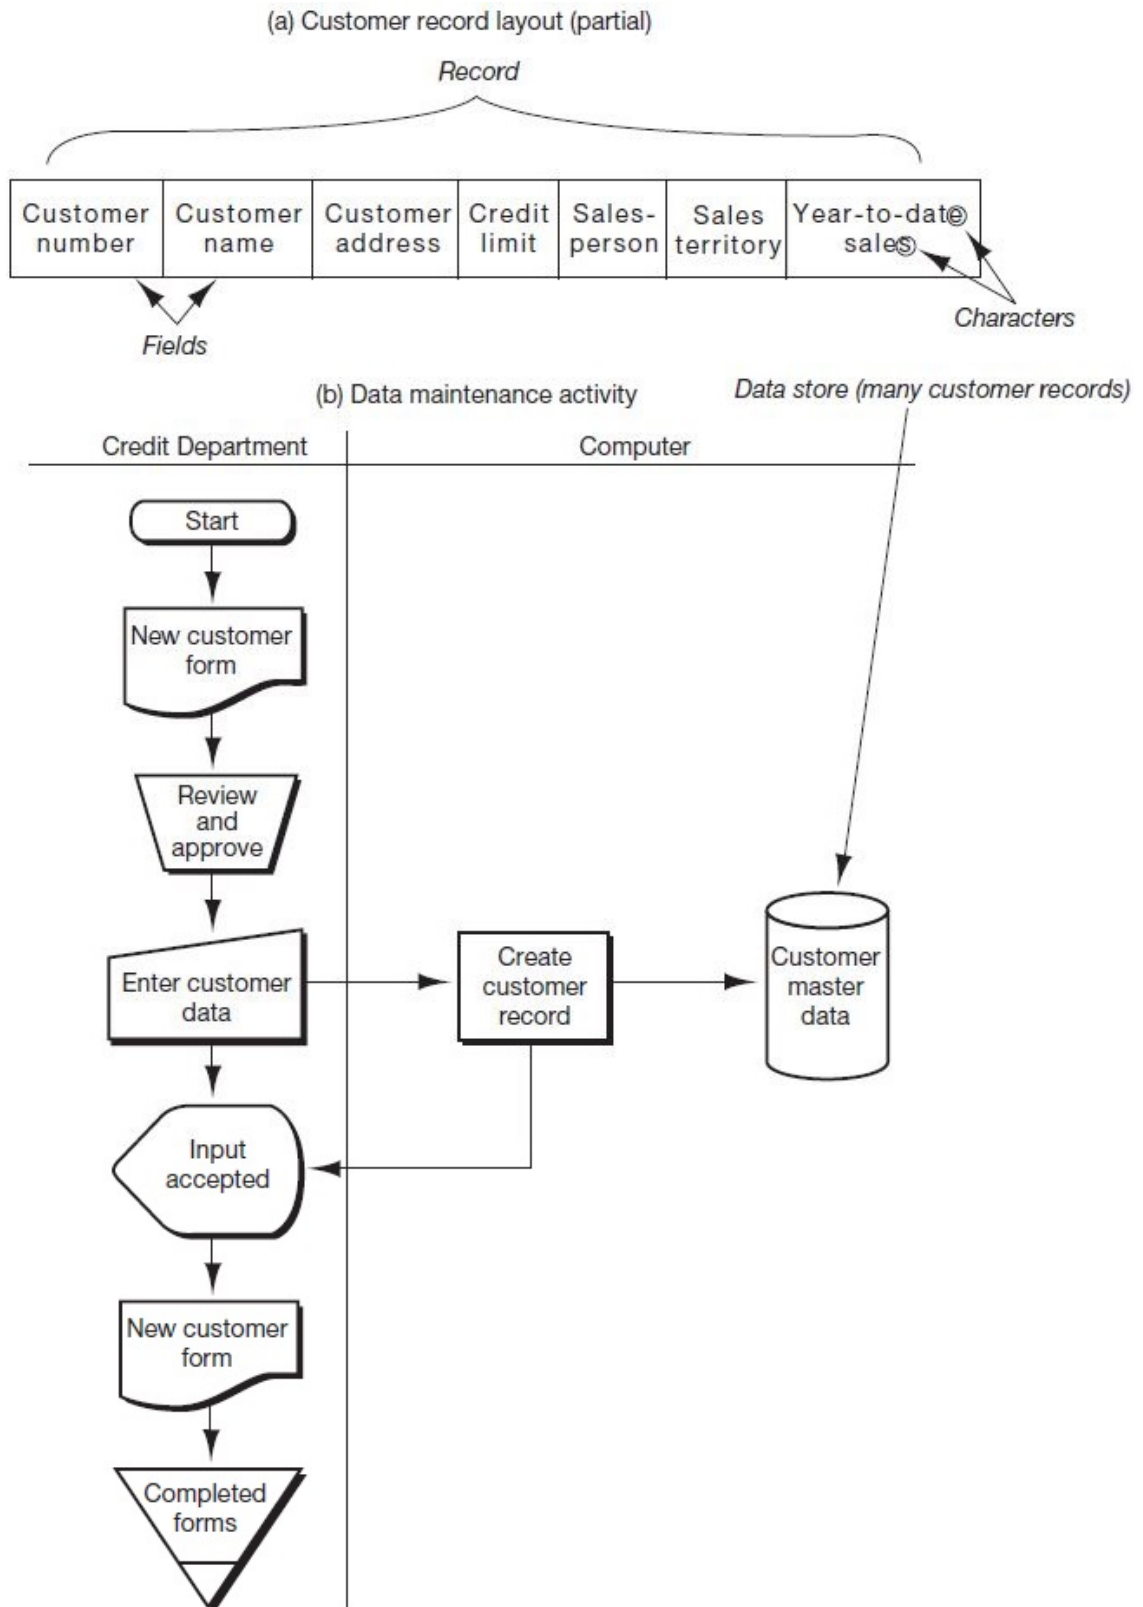 (a) Customer record layout (partial)
Record
Customer number
Customer name
Customer address
Credit limit
Sales-person
Sales territory
Year-to-date sales
Fields
Characters
(b) Data maintenance activity
Data store (many customer records)
Credit Department
Computer
Start
New customer
form
Review
and
approve
Enter customer
data
Create
customer
record
Customer
master
data
Input
accepted
New customer
form
Completed
forms